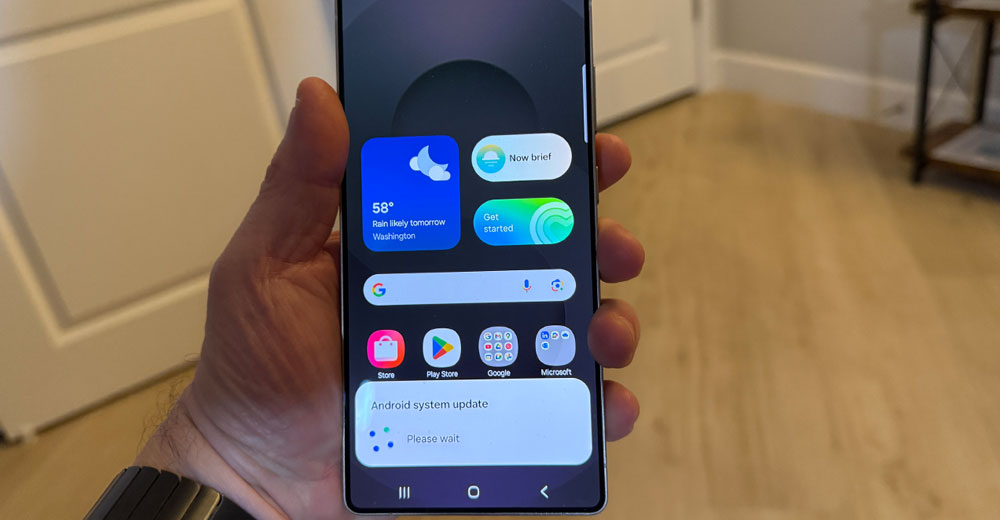 58°
Rain likely tomorrow
Washington
Now brief
Get
started
Store
Play Store
Google
Microsoft
Android system update
Please wait